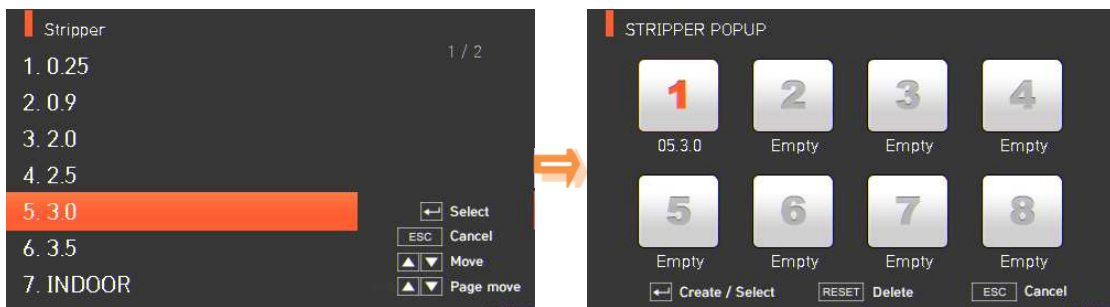 Stripper
1 / 2
1. 0.25
2. 0.9
3. 2.0
4. 2.5
5. 3.0
6. 3.5
7. INDOOR
Select
ESC Cancel
Move
Page move
STRIPPER POPUP
1 2 3 4
05.3.0 Empty Empty Empty
5 6 7 8
Empty Empty Empty Empty
Create / Select RESET Delete ESC Cancel